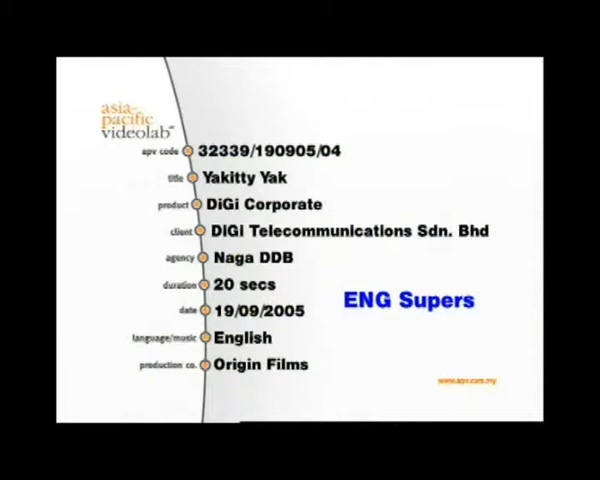 asia-
pacific
videolab
apv code 32339/190905/04
title Yakitty Yak
product DiGi Corporate
client DiGi Telecommunications Sdn. Bhd
agency Naga DDB
duration 20 secs
date 19/09/2005
ENG Supers
language/music English
production co. Origin Films
www.apv.com.my